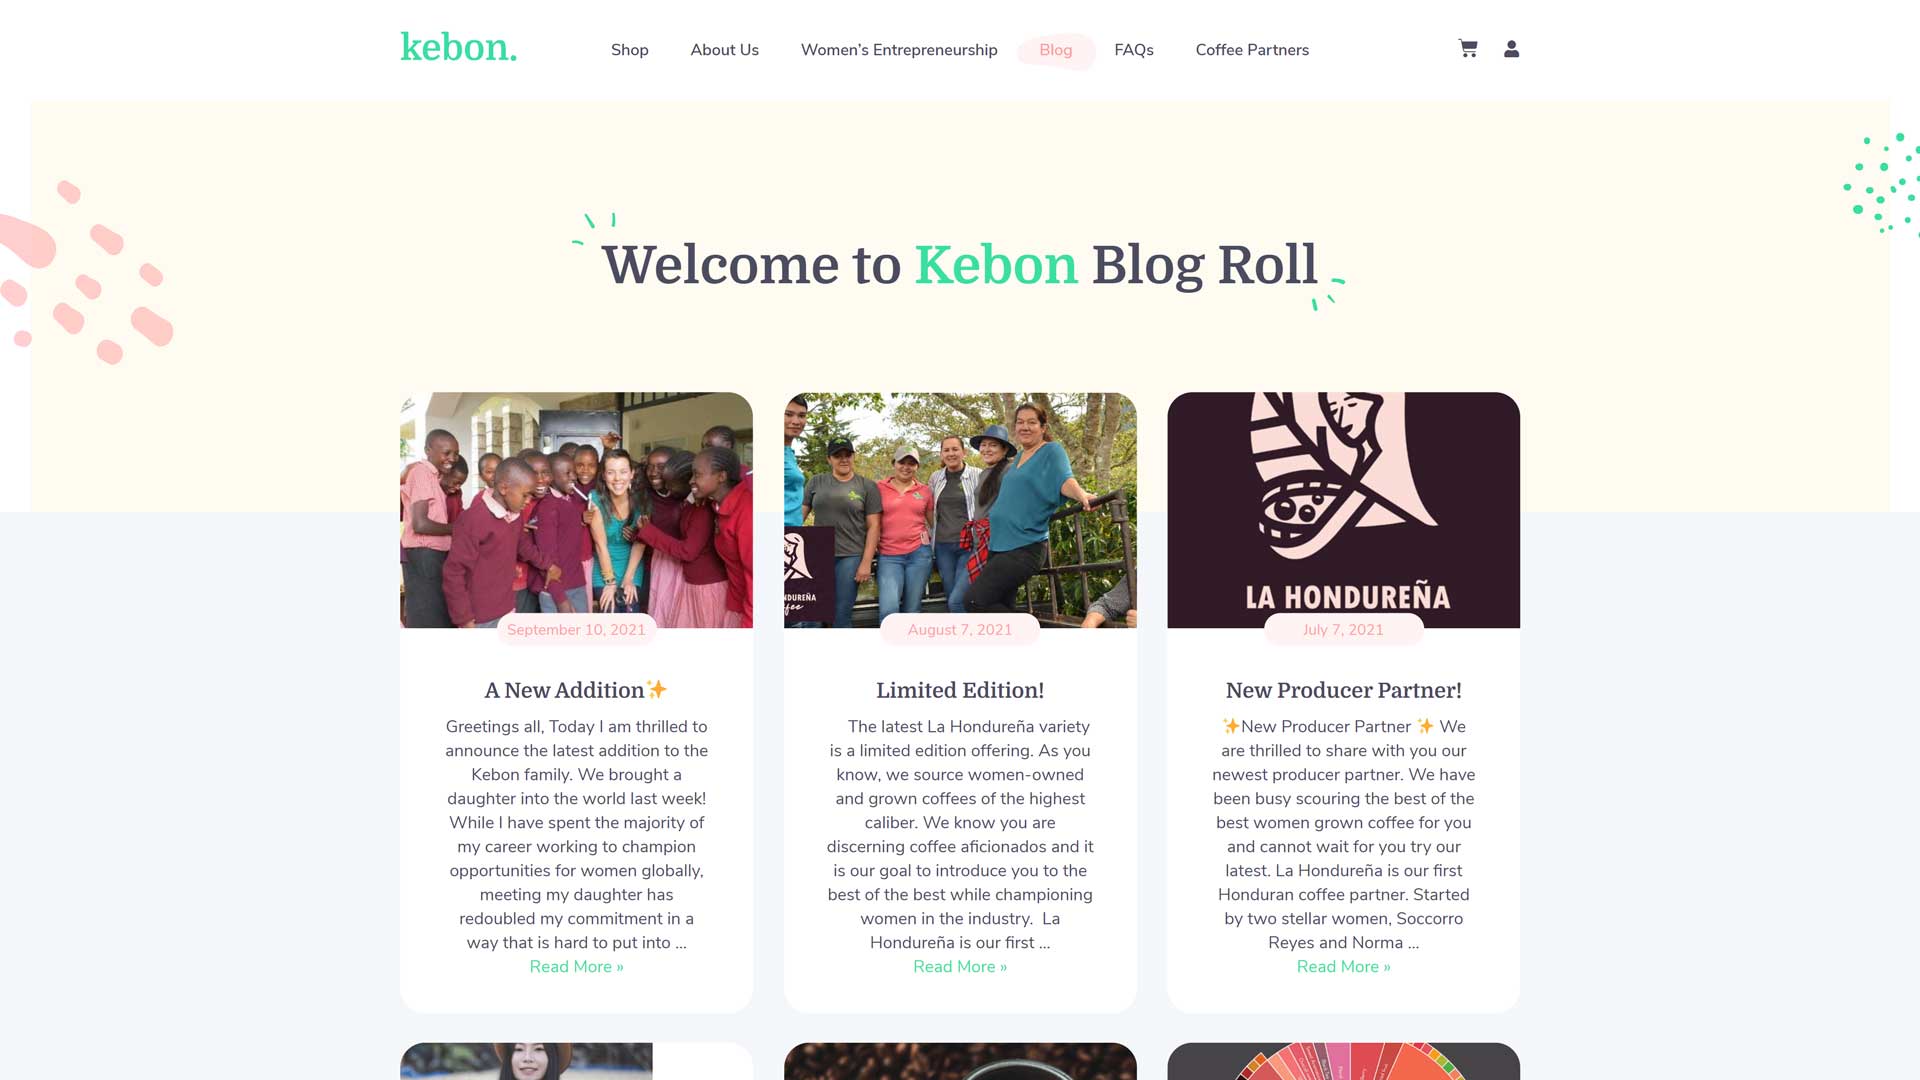 kebon.
Shop
About Us
Women’s Entrepreneurship
Blog
FAQs
Coffee Partners
Welcome to Kebon Blog Roll
September 10, 2021
A New Addition✨
Greetings all, Today I am thrilled to
announce the latest addition to the
Kebon family. We brought a
daughter into the world last week!
While I have spent the majority of
my career working to champion
opportunities for women globally,
meeting my daughter has
redoubled my commitment in a
way that is hard to put into ...
Read More »
NDUREÑA
fee
August 7, 2021
Limited Edition!
The latest La Hondureña variety
is a limited edition offering. As you
know, we source women-owned
and grown coffees of the highest
caliber. We know you are
discerning coffee aficionados and it
is our goal to introduce you to the
best of the best while championing
women in the industry.  La
Hondureña is our first ...
Read More »
LA HONDUREÑA
July 7, 2021
New Producer Partner!
✨New Producer Partner ✨ We
are thrilled to share with you our
newest producer partner. We have
been busy scouring the best of the
best women grown coffee for you
and cannot wait for you try our
latest. La Hondureña is our first
Honduran coffee partner. Started
by two stellar women, Soccorro
Reyes and Norma ...
Read More »